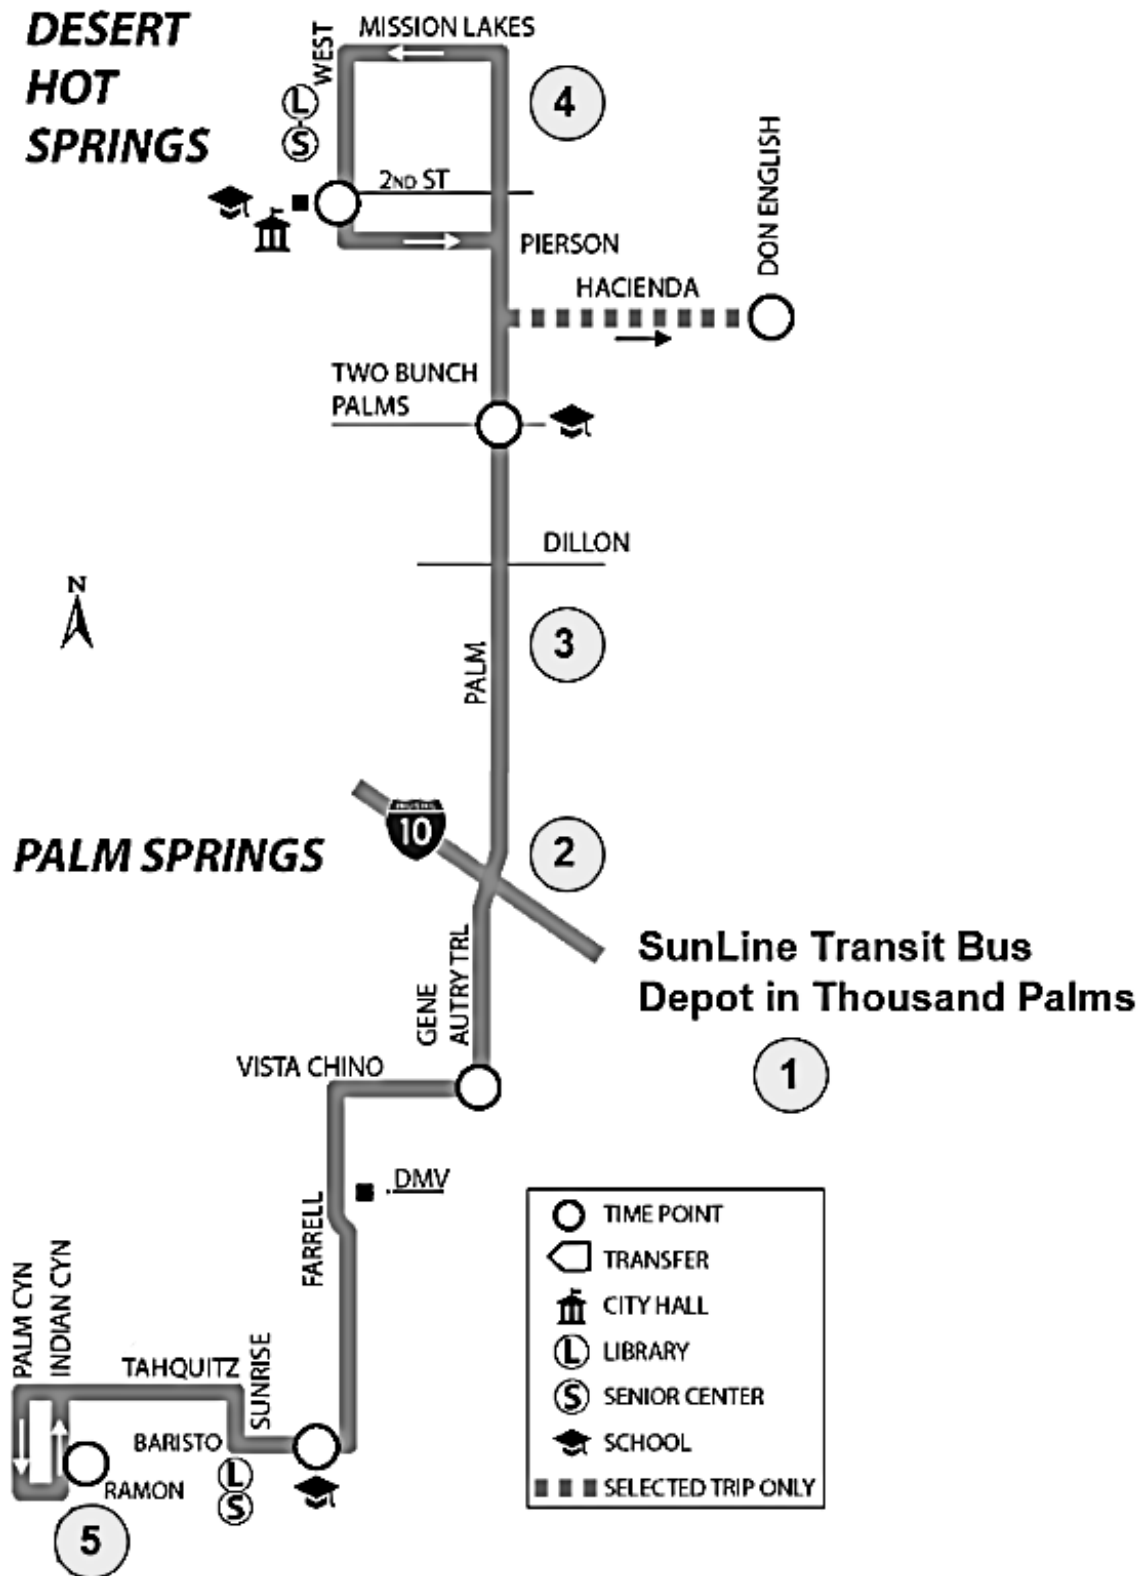 DESERT
HOT
SPRINGS
WEST
MISSION LAKES
L
S
4
2ND ST
DON ENGLISH
PIERSON
HACIENDA
TWO BUNCH
PALMS
DILLON
N
3
PALM
10
2
PALM SPRINGS
SunLine Transit Bus
Depot in Thousand Palms
GENE
AUTRY TRL
1
VISTA CHINO
.DMV
FARRELL
PALM CYN
INDIAN CYN
TAHQUITZ
SUNRISE
BARISTO
L
S
RAMON
5
TIME POINT
TRANSFER
CITY HALL
L LIBRARY
S SENIOR CENTER
SCHOOL
SELECTED TRIP ONLY